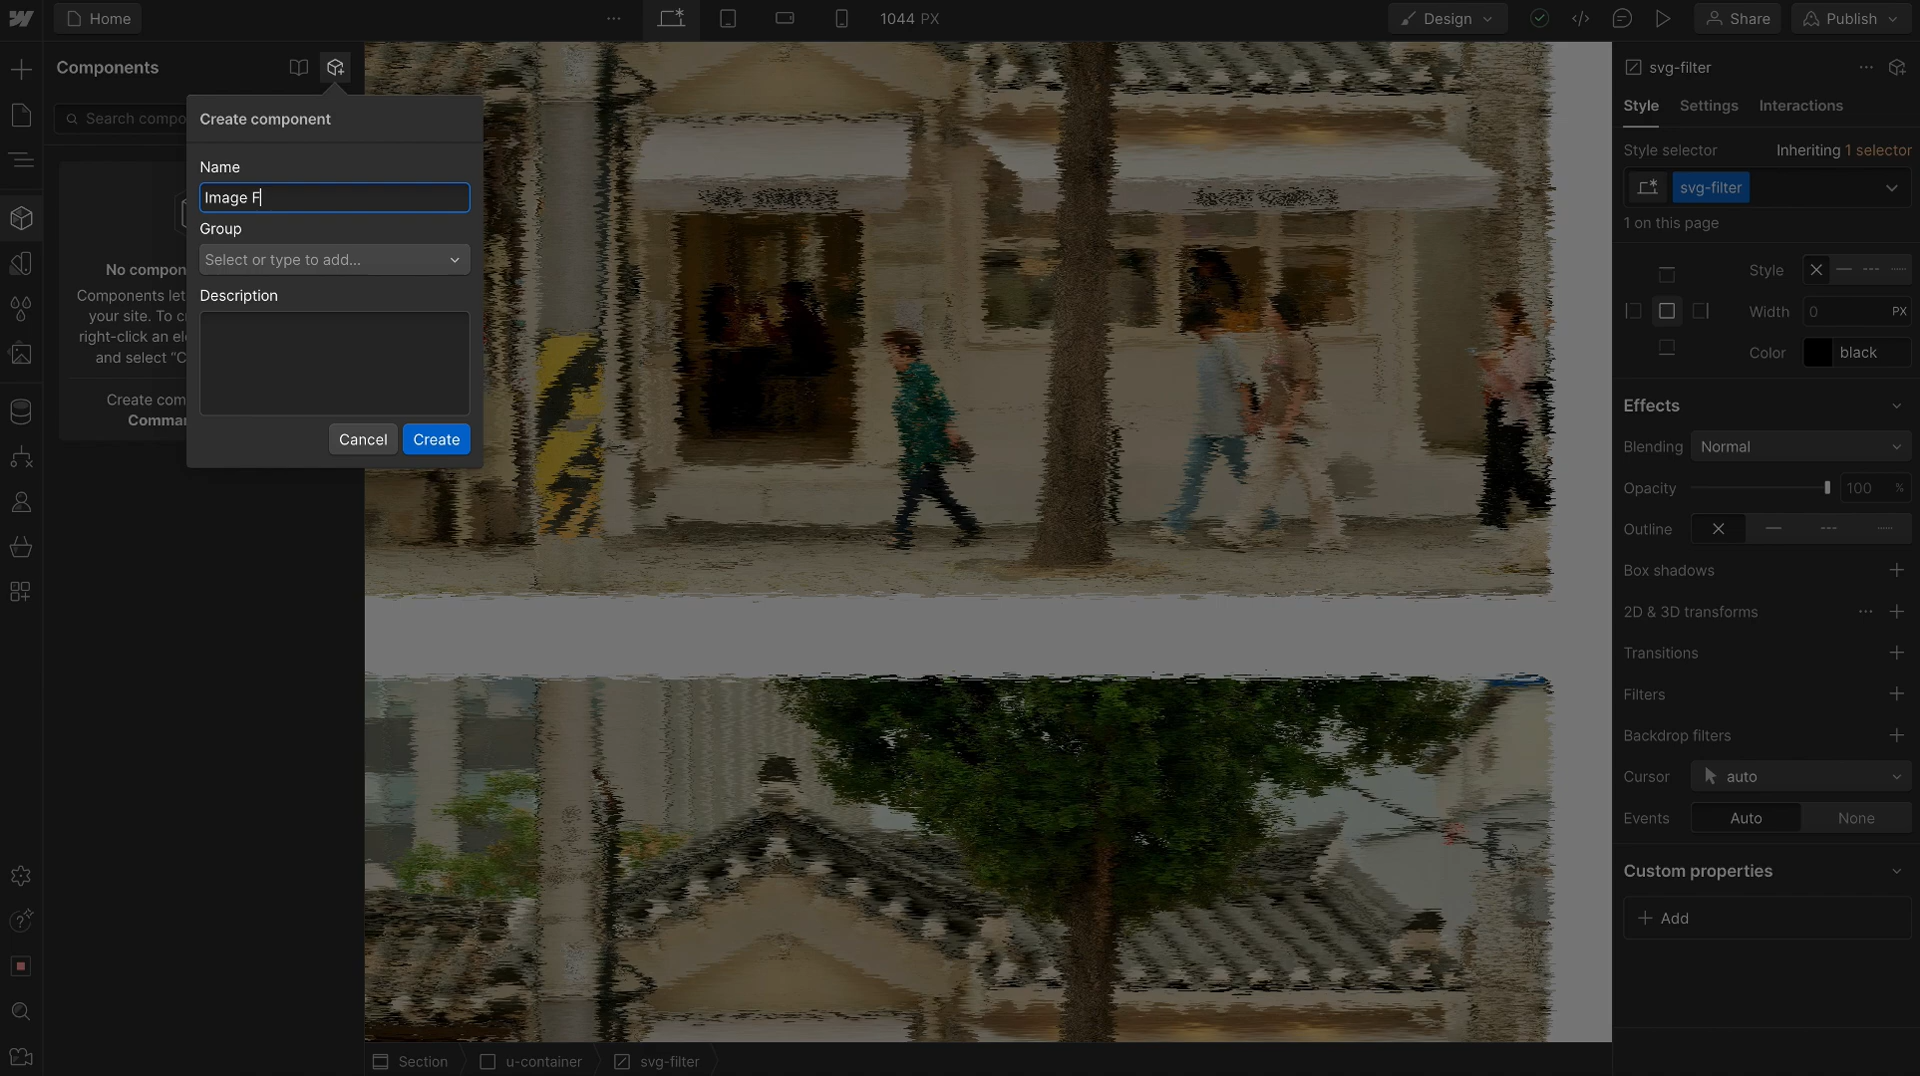 Home
1044 PX
Design
Share
Publish
Components
Search compo
Create component
Name
Image F
Group
Select or type to add...
Description
Cancel
Create
No compon
Components let
your site. To cr
right-click an el
and select “C
Create com
Comman
svg-filter
Style
Settings
Interactions
Style selector
Inheriting 1 selector
svg-filter
1 on this page
Style
Width
0
PX
Color
black
Effects
Blending
Normal
Opacity
100
%
Outline
Box shadows
2D & 3D transforms
Transitions
Filters
Backdrop filters
Cursor
auto
Events
Auto
None
Custom properties
Add
Section
u-container
svg-filter